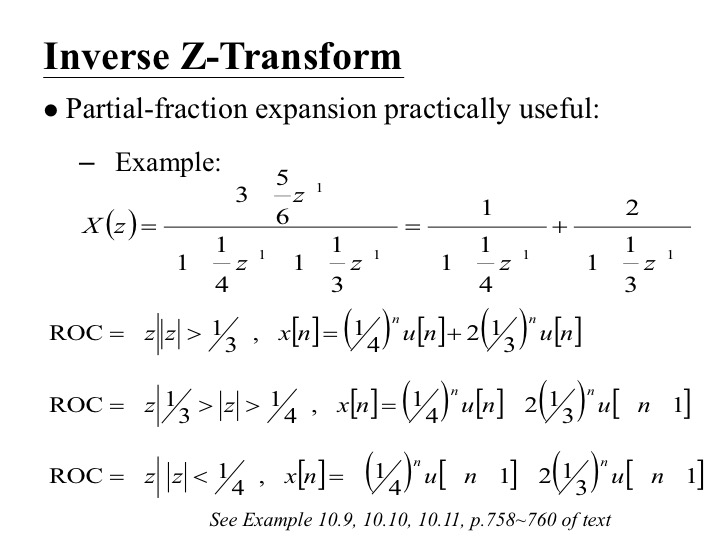 Inverse Z-Transform
● Partial-fraction expansion practically useful:
– Example:
X(z) = (3 5/6 z 1) / (1 1/4 z 1 1 1/3 z 1) = 1 / (1 1/4 z 1) + 2 / (1 1/3 z 1)
ROC = z| |z| > 1/3 , x[n] = (1/4)^n u[n] + 2(1/3)^n u[n]
ROC = z| 1/3 > |z| > 1/4 , x[n] = (1/4)^n u[n] 2(1/3)^n u[ n 1]
ROC = z| |z| < 1/4 , x[n] = (1/4)^n u[ n 1] 2(1/3)^n u[ n 1]
See Example 10.9, 10.10, 10.11, p.758~760 of text